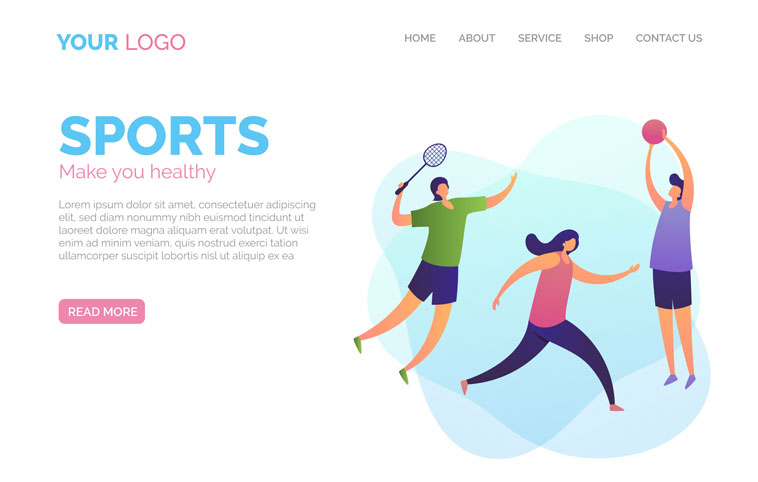 YOUR LOGO
HOME ABOUT SERVICE SHOP CONTACT US
SPORTS
Make you healthy
Lorem ipsum dolor sit amet, consectetuer adipiscing
elit, sed diam nonummy nibh euismod tincidunt ut
laoreet dolore magna aliquam erat volutpat. Ut wisi
enim ad minim veniam, quis nostrud exerci tation
ullamcorper suscipit lobortis nisl ut aliquip ex ea
READ MORE